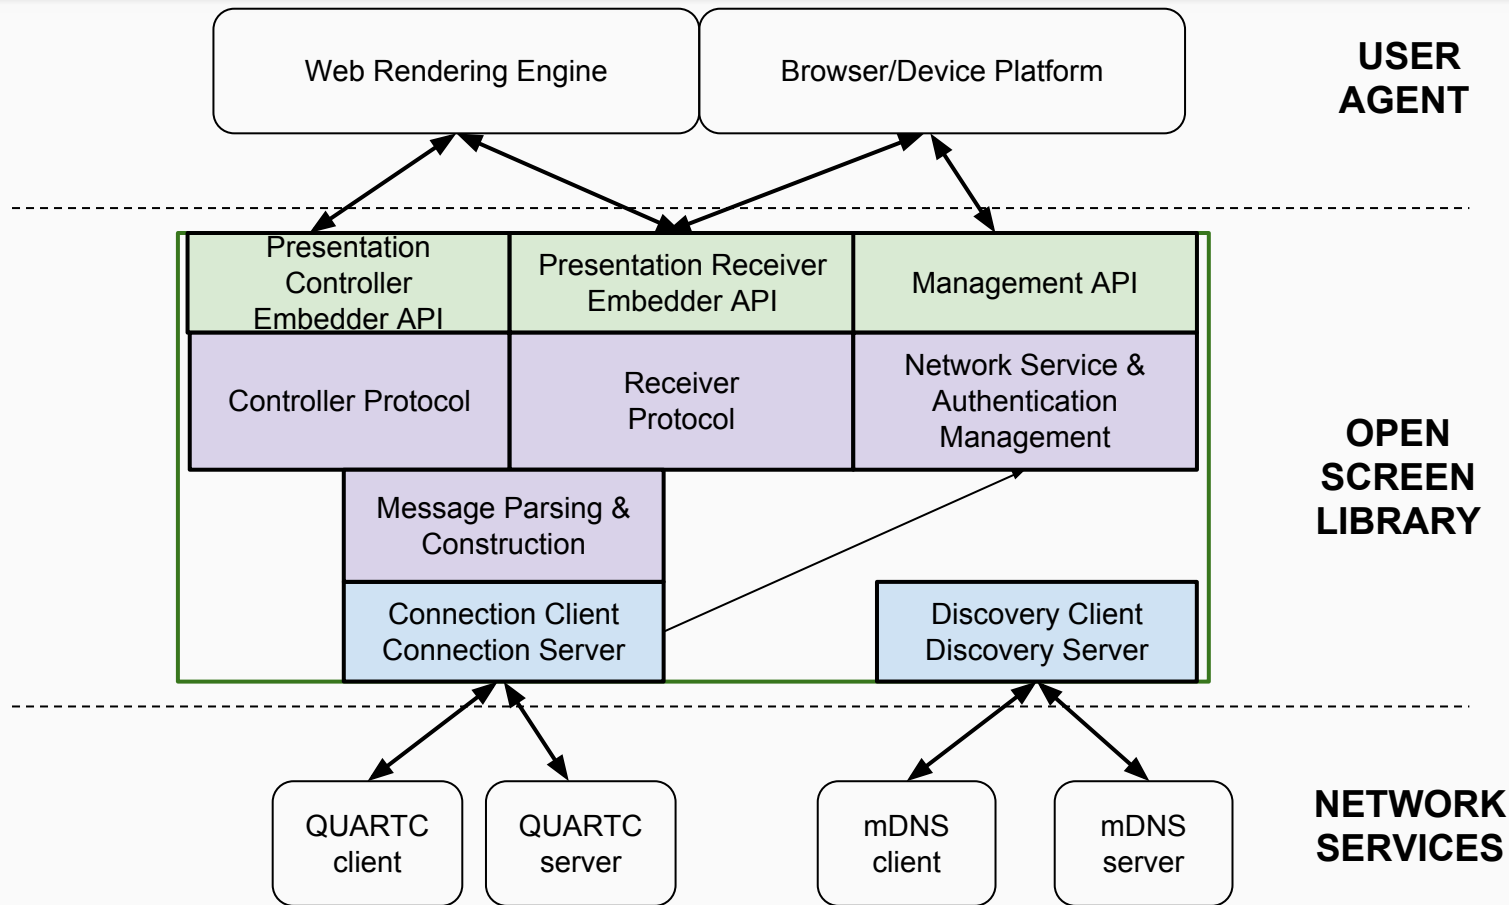 Web Rendering Engine
Browser/Device Platform
USER
AGENT
Presentation
Controller
Embedder API
Presentation Receiver
Embedder API
Management API
Controller Protocol
Receiver
Protocol
Network Service &
Authentication
Management
Message Parsing &
Construction
Connection Client
Connection Server
Discovery Client
Discovery Server
OPEN
SCREEN
LIBRARY
QUARTC
client
QUARTC
server
mDNS
client
mDNS
server
NETWORK
SERVICES